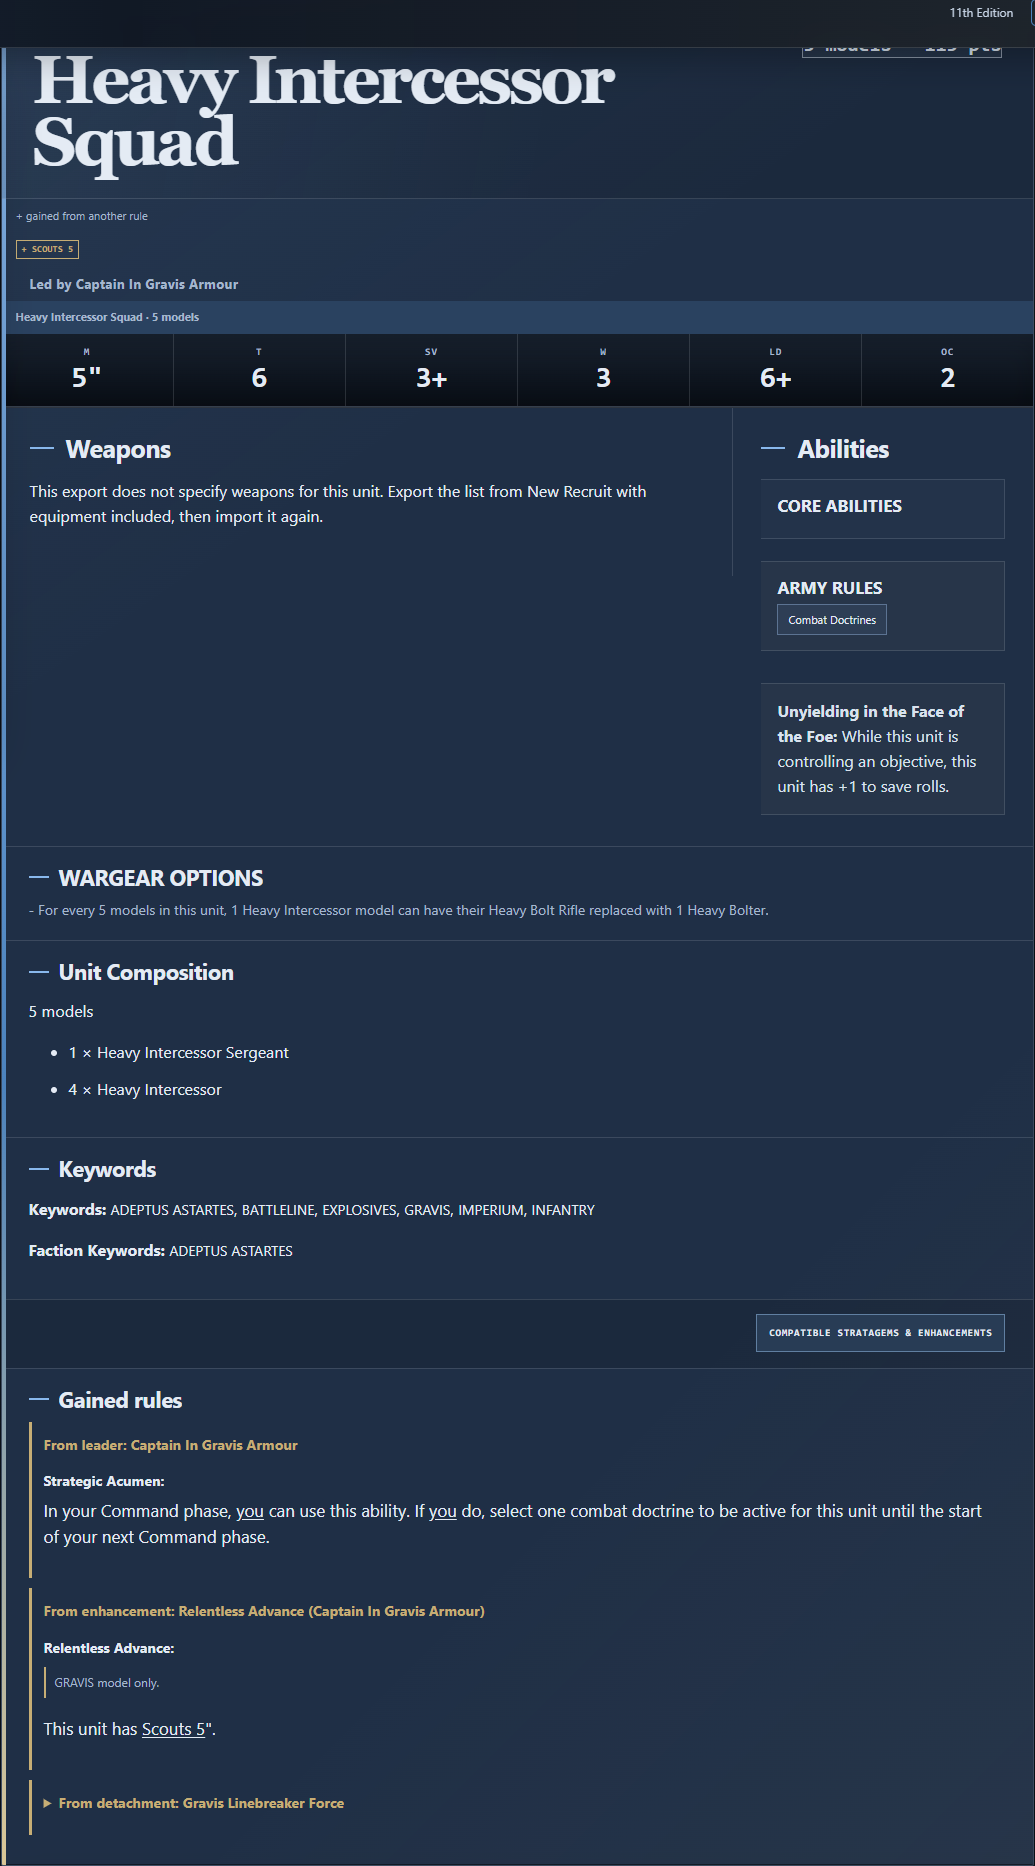 11th Edition
Heavy Intercessor
Squad
+ gained from another rule
+ SCOUTS 5
Led by Captain In Gravis Armour
Heavy Intercessor Squad · 5 models
M
5"
T
6
SV
3+
W
3
LD
6+
OC
2
Weapons
This export does not specify weapons for this unit. Export the list from New Recruit with
equipment included, then import it again.
Abilities
CORE ABILITIES
ARMY RULES
Combat Doctrines
Unyielding in the Face of
the Foe: While this unit is
controlling an objective, this
unit has +1 to save rolls.
WARGEAR OPTIONS
- For every 5 models in this unit, 1 Heavy Intercessor model can have their Heavy Bolt Rifle replaced with 1 Heavy Bolter.
Unit Composition
5 models
• 1 × Heavy Intercessor Sergeant
• 4 × Heavy Intercessor
Keywords
Keywords: ADEPTUS ASTARTES, BATTLELINE, EXPLOSIVES, GRAVIS, IMPERIUM, INFANTRY
Faction Keywords: ADEPTUS ASTARTES
COMPATIBLE STRATAGEMS & ENHANCEMENTS
Gained rules
From leader: Captain In Gravis Armour
Strategic Acumen:
In your Command phase, you can use this ability. If you do, select one combat doctrine to be active for this unit until the start
of your next Command phase.
From enhancement: Relentless Advance (Captain In Gravis Armour)
Relentless Advance:
GRAVIS model only.
This unit has Scouts 5".
▶ From detachment: Gravis Linebreaker Force